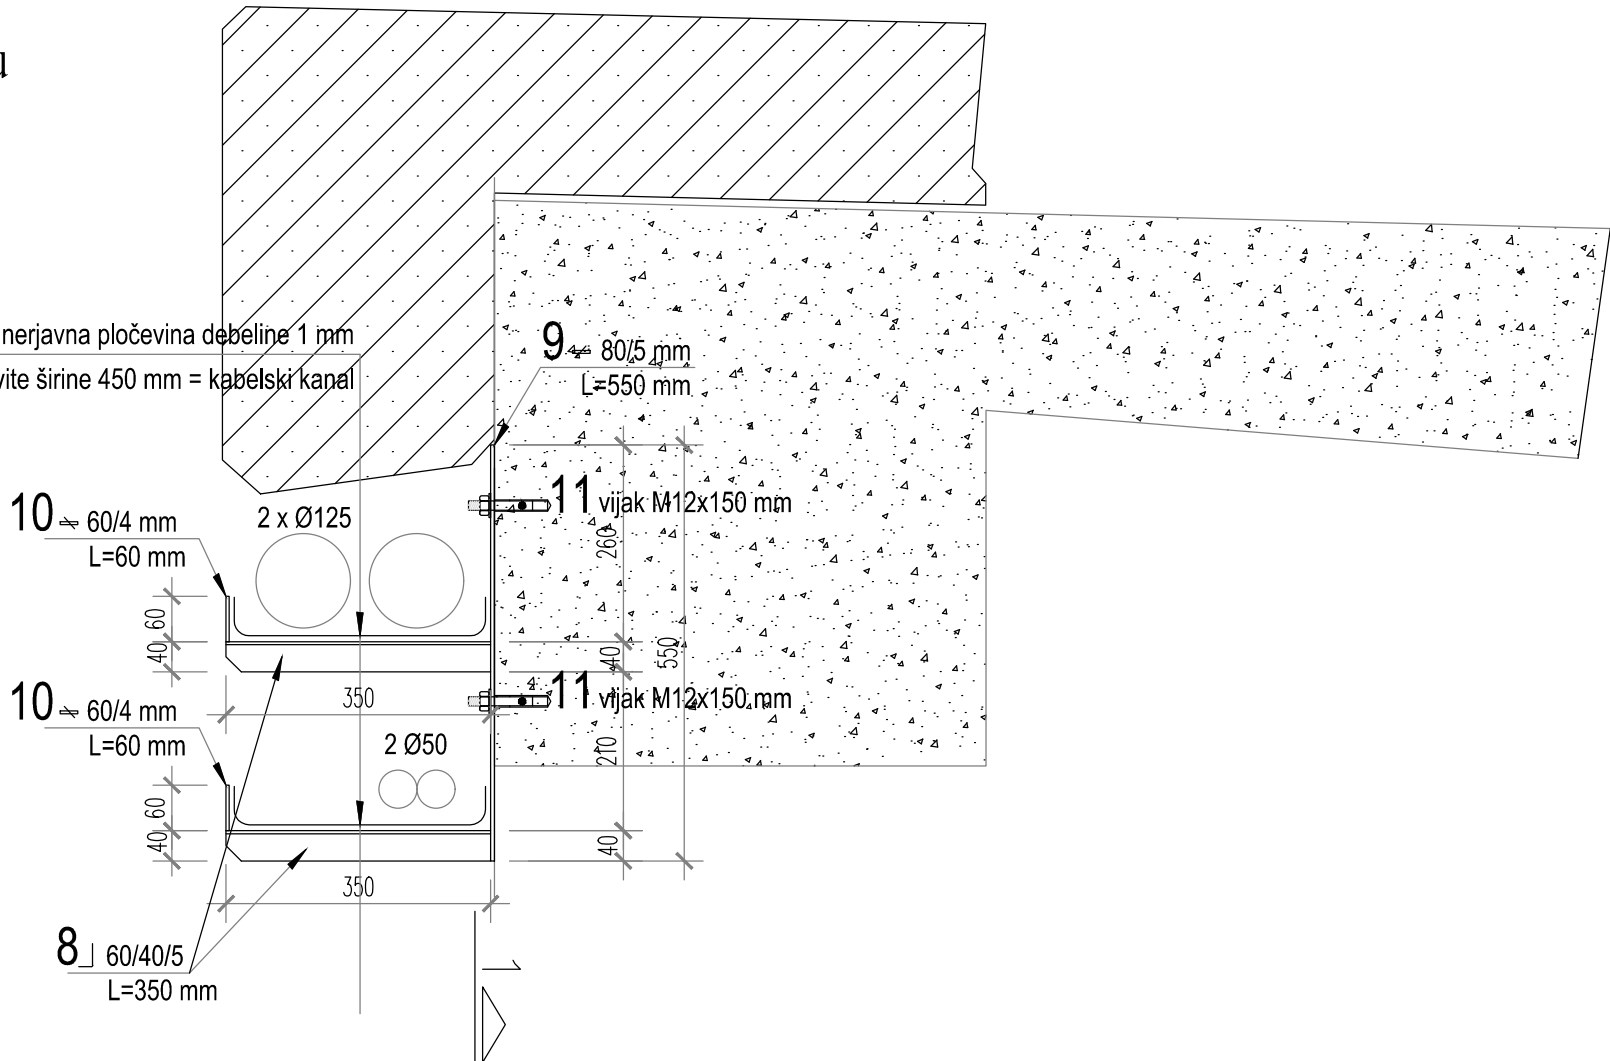 nerjavna pločevina debeline 1 mm
širine 450 mm = kabelski kanal
9 80/5 mm
L=550 mm
10 60/4 mm
L=60 mm
2 x Ø125
11 vijak M12x150 mm
260
60
40
40
550
350
11 vijak M12x150 mm
10 60/4 mm
L=60 mm
2 Ø50
210
60
40
40
350
8 60/40/5
L=350 mm
1